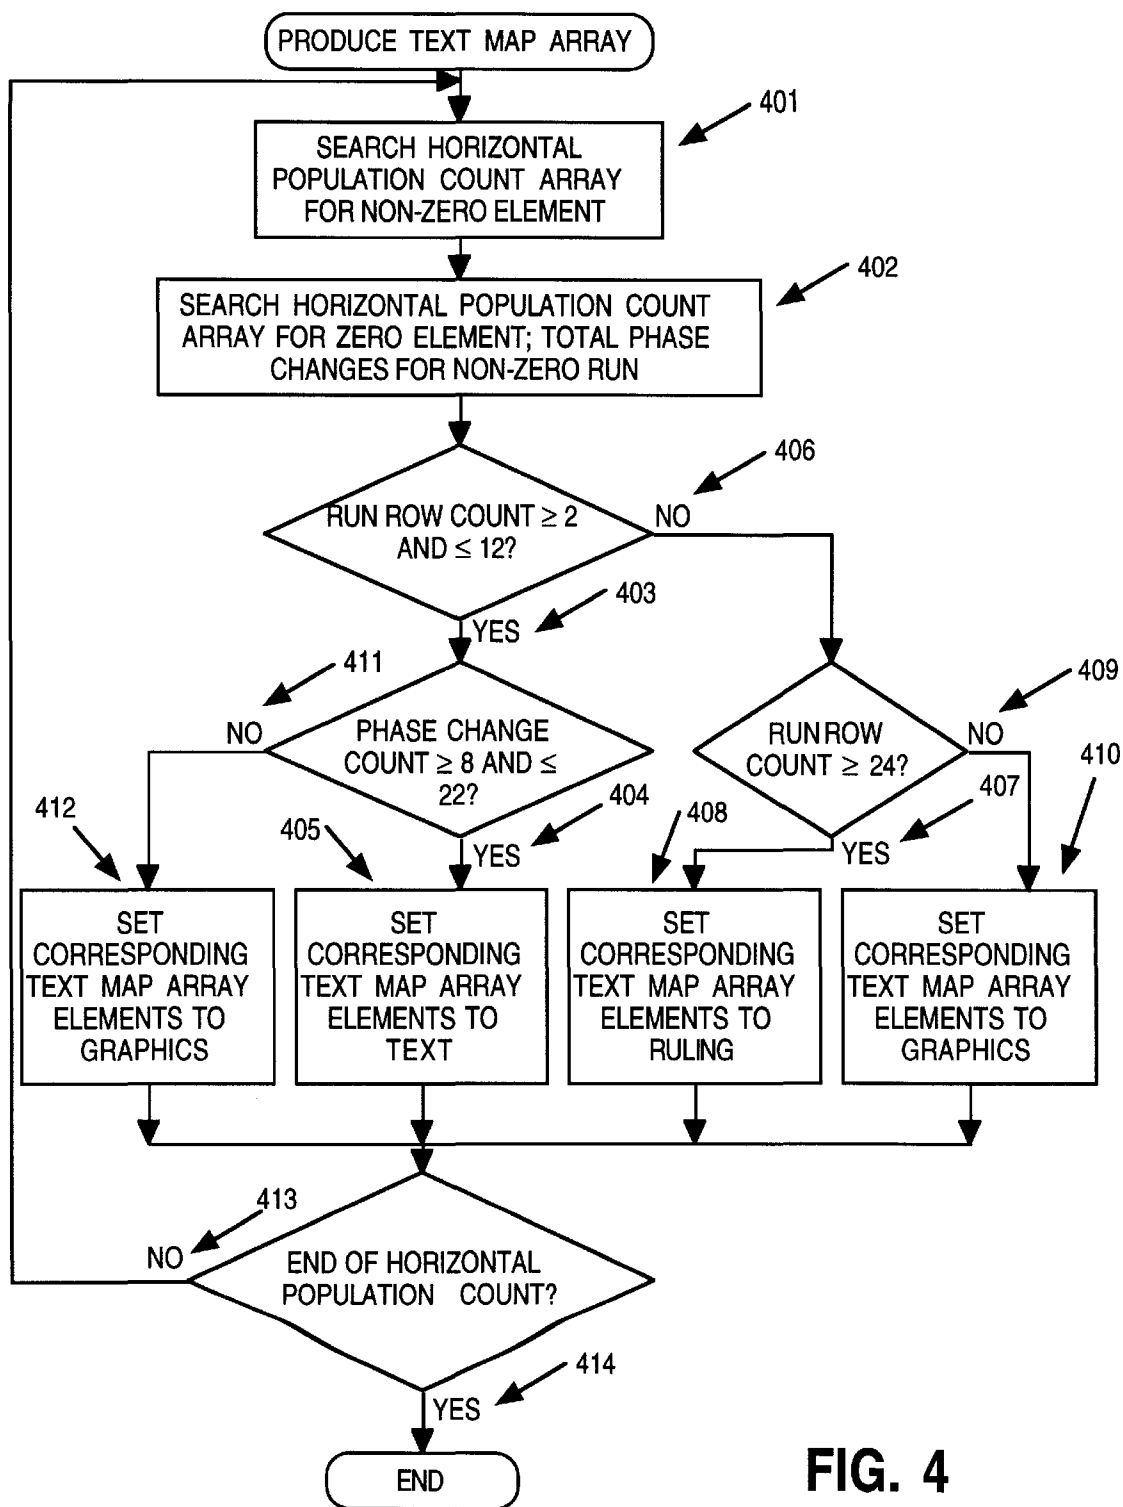 PRODUCE TEXT MAP ARRAY
401
SEARCH HORIZONTAL
POPULATION COUNT ARRAY
FOR NON-ZERO ELEMENT
402
SEARCH HORIZONTAL POPULATION COUNT
ARRAY FOR ZERO ELEMENT; TOTAL PHASE
CHANGES FOR NON-ZERO RUN
406
RUN ROW COUNT ≥ 2
AND ≤ 12?
NO
403
YES
411
NO
PHASE CHANGE
COUNT ≥ 8 AND ≤
22?
409
RUN ROW
COUNT ≥ 24?
NO
410
404
YES
407
YES
412
405
408
SET
CORRESPONDING
TEXT MAP ARRAY
ELEMENTS TO
GRAPHICS
SET
CORRESPONDING
TEXT MAP ARRAY
ELEMENTS TO
TEXT
SET
CORRESPONDING
TEXT MAP ARRAY
ELEMENTS TO
RULING
SET
CORRESPONDING
TEXT MAP ARRAY
ELEMENTS TO
GRAPHICS
413
NO
END OF HORIZONTAL
POPULATION COUNT?
414
YES
END
FIG. 4